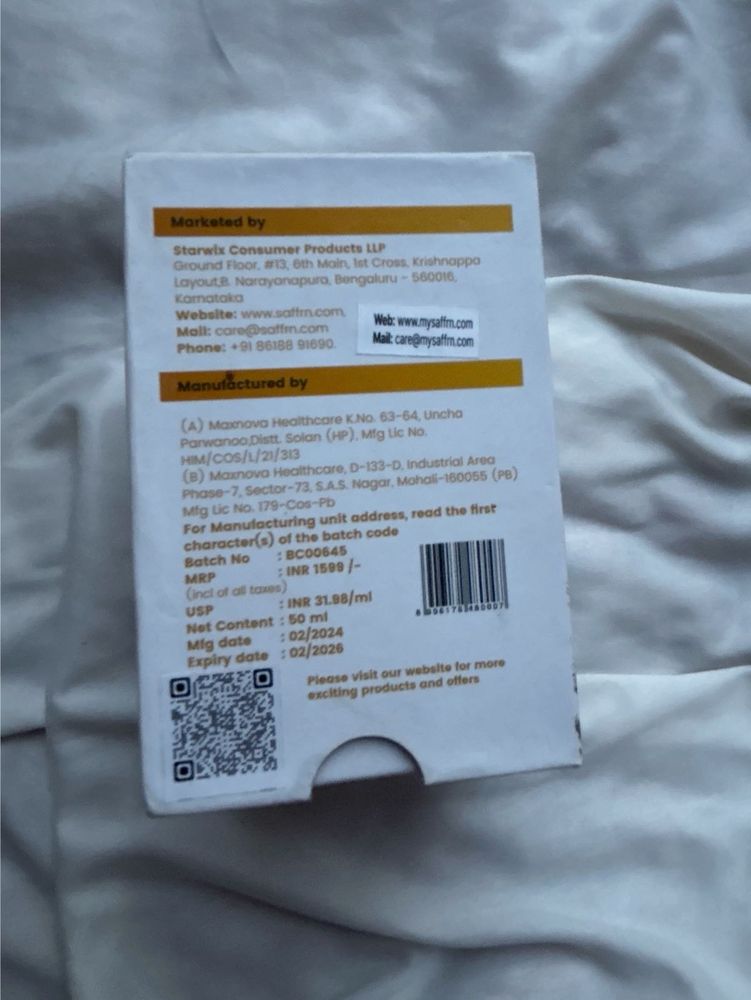 Marketed by
Starwix Consumer Products LLP
Ground Floor, #13, 6th Main, 1st Cross, Krishnappa
Layout,B. Narayanapura, Bengaluru - 560016,
Karnataka
Website: www.saffrn.com,
Mail: care@saffrn.com
Phone: +91 86188 91690.
Web: www.mysaffrn.com
Mail: care@mysaffrn.com
Manufactured by
(A) Maxnova Healthcare K.No. 63-64, Uncha
Parwanoo,Distt. Solan (HP), Mfg Lic No.
HIM/COS/L/21/313
(B) Maxnova Healthcare, D-133-D, Industrial Area
Phase-7, Sector-73, S.A.S. Nagar, Mohali-160055 (PB)
Mfg Lic No. 179-Cos-Pb
For Manufacturing unit address, read the first
character(s) of the batch code
Batch No : BC00645
MRP : INR 1599 /-
(incl of all taxes)
USP : INR 31.98/ml
Net Content : 50 ml
Mfg date : 02/2024
Expiry date : 02/2026
Please visit our website for more
exciting products and offers